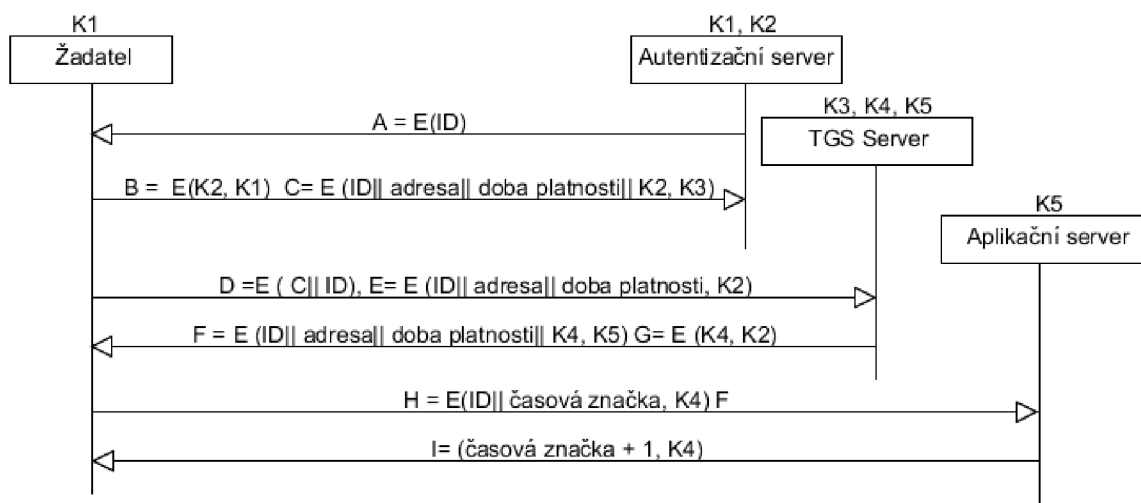 K1
Žadatel
K1, K2
Autentizační server
K3, K4, K5
TGS Server
A = E(ID)
B = E(K2, K1) C= E (ID|| adresa|| doba platnosti|| K2, K3)
K5
Aplikační server
D =E ( C|| ID), E= E (ID|| adresa|| doba platnosti, K2)
F = E (ID|| adresa|| doba platnosti|| K4, K5) G= E (K4, K2)
H = E(ID|| časová značka, K4) F
I= (časová značka + 1, K4)